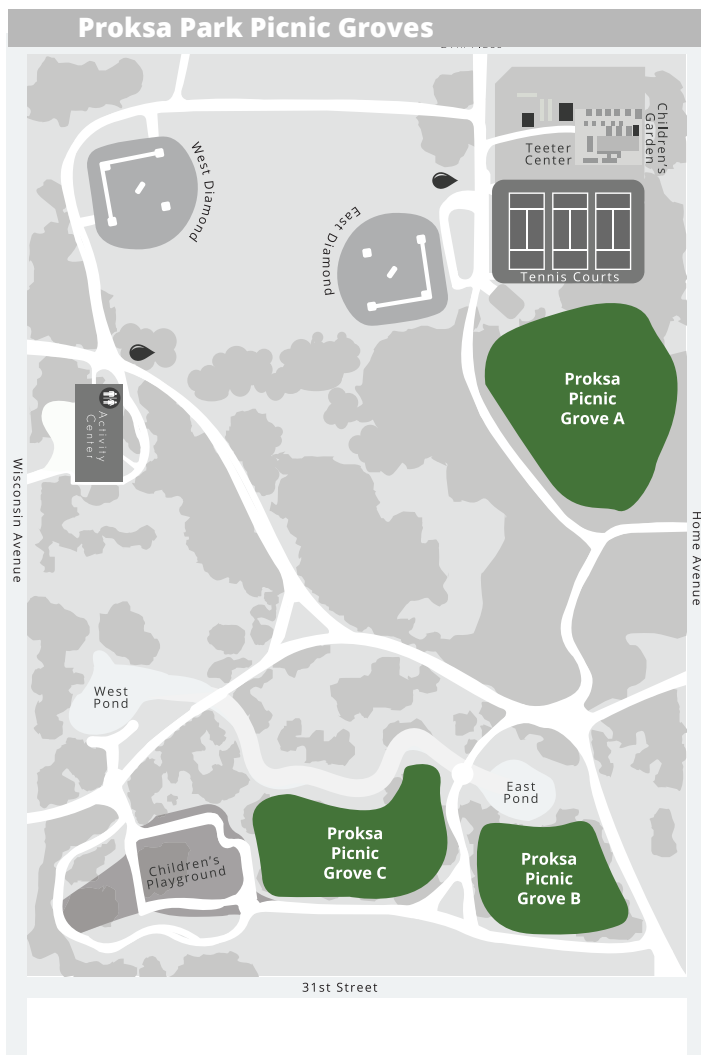 Proksa Park Picnic Groves
Children's
Garden
Teeter
Center
West Diamond
East Diamond
Tennis Courts
Proksa
Picnic
Grove A
Activity
Center
Wisconsin Avenue
Home Avenue
West
Pond
East
Pond
Proksa
Picnic
Grove C
Proksa
Picnic
Grove B
Children's
Playground
31st Street